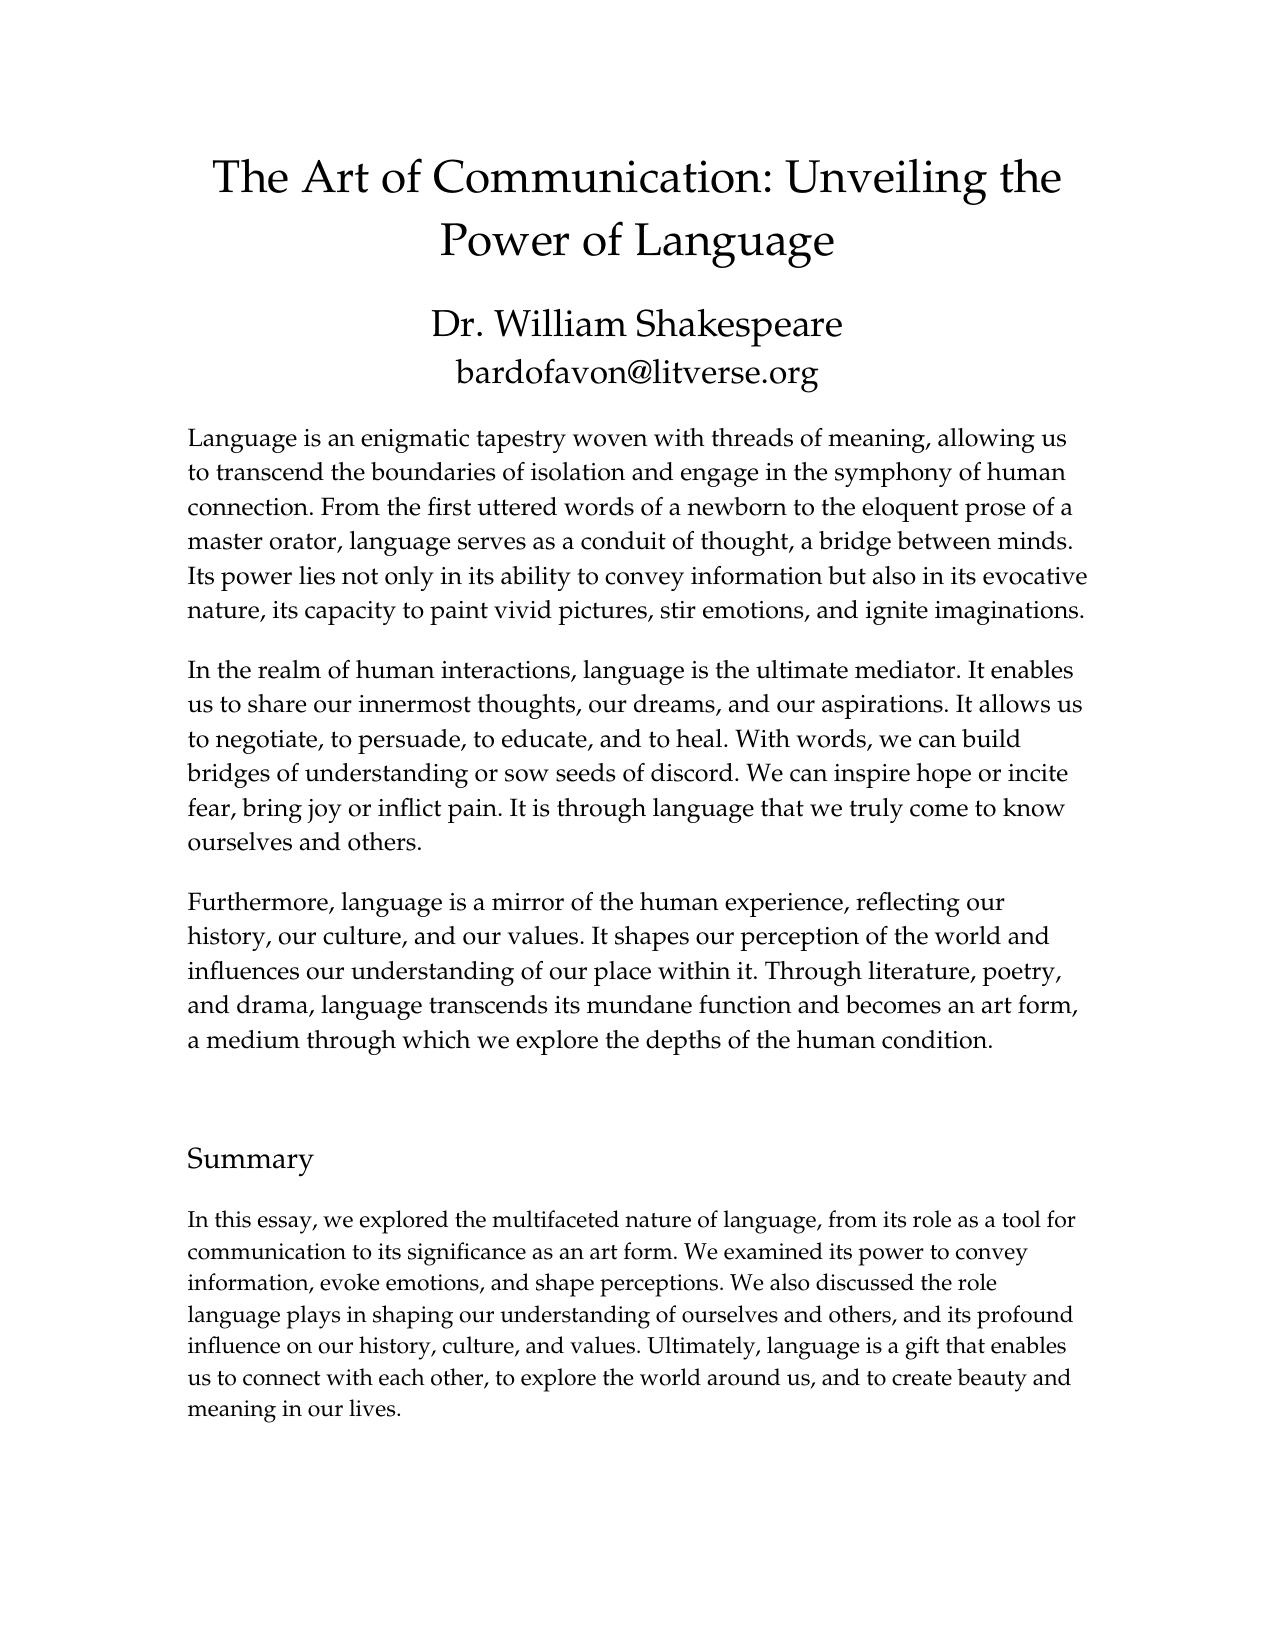 The Art of Communication: Unveiling the
Power of Language
Dr. William Shakespeare
bardofavon@litverse.org
Language is an enigmatic tapestry woven with threads of meaning, allowing us
to transcend the boundaries of isolation and engage in the symphony of human
connection. From the first uttered words of a newborn to the eloquent prose of a
master orator, language serves as a conduit of thought, a bridge between minds.
Its power lies not only in its ability to convey information but also in its evocative
nature, its capacity to paint vivid pictures, stir emotions, and ignite imaginations.
In the realm of human interactions, language is the ultimate mediator. It enables
us to share our innermost thoughts, our dreams, and our aspirations. It allows us
to negotiate, to persuade, to educate, and to heal. With words, we can build
bridges of understanding or sow seeds of discord. We can inspire hope or incite
fear, bring joy or inflict pain. It is through language that we truly come to know
ourselves and others.
Furthermore, language is a mirror of the human experience, reflecting our
history, our culture, and our values. It shapes our perception of the world and
influences our understanding of our place within it. Through literature, poetry,
and drama, language transcends its mundane function and becomes an art form,
a medium through which we explore the depths of the human condition.
Summary
In this essay, we explored the multifaceted nature of language, from its role as a tool for
communication to its significance as an art form. We examined its power to convey
information, evoke emotions, and shape perceptions. We also discussed the role
language plays in shaping our understanding of ourselves and others, and its profound
influence on our history, culture, and values. Ultimately, language is a gift that enables
us to connect with each other, to explore the world around us, and to create beauty and
meaning in our lives.